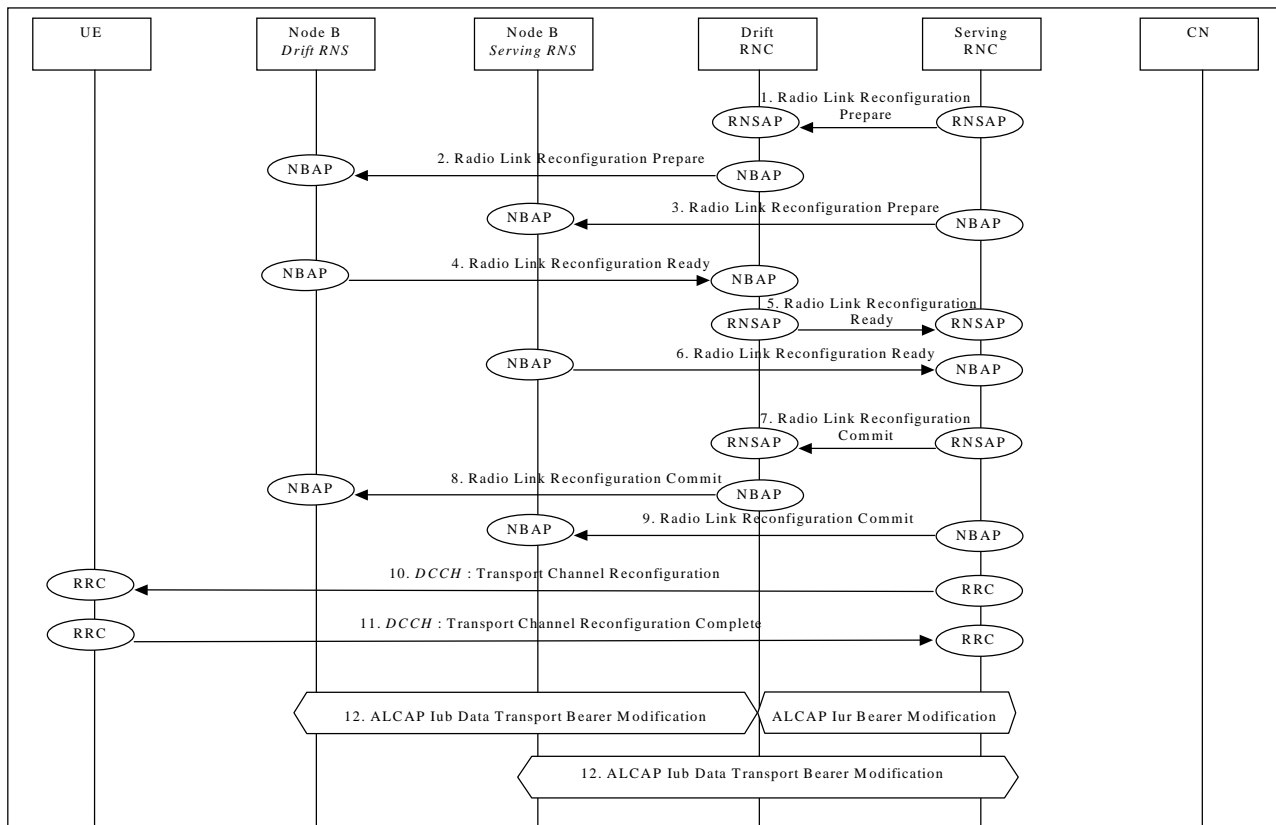 UE
Node B
Drift RNS
Node B
Serving RNS
Drift
RNC
Serving
RNC
CN
1. Radio Link Reconfiguration
Prepare
RNSAP
RNSAP
2. Radio Link Reconfiguration Prepare
NBAP
NBAP
3. Radio Link Reconfiguration Prepare
NBAP
NBAP
4. Radio Link Reconfiguration Ready
NBAP
NBAP
5. Radio Link Reconfiguration
Ready
RNSAP
RNSAP
6. Radio Link Reconfiguration Ready
NBAP
NBAP
7. Radio Link Reconfiguration
Commit
RNSAP
RNSAP
8. Radio Link Reconfiguration Commit
NBAP
NBAP
9. Radio Link Reconfiguration Commit
NBAP
NBAP
10. DCCH : Transport Channel Reconfiguration
RRC
RRC
11. DCCH : Transport Channel Reconfiguration Complete
RRC
RRC
12. ALCAP Iub Data Transport Bearer Modification
ALCAP Iur Bearer Modification
12. ALCAP Iub Data Transport Bearer Modification